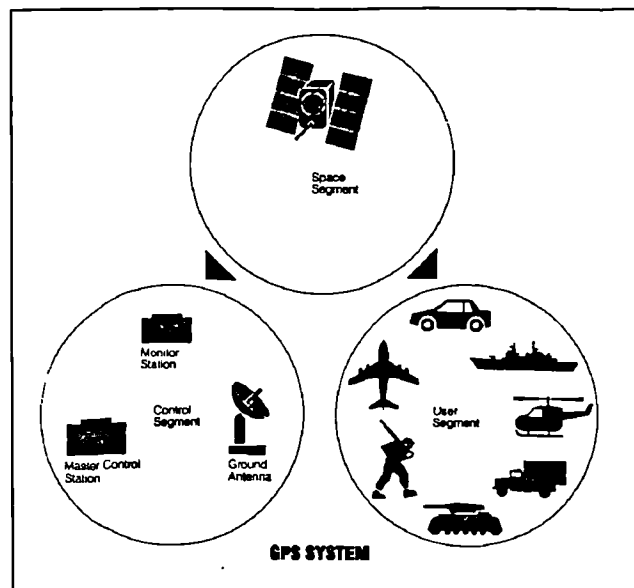 Space
Segment
Monitor
Station
Control
Segment
Master Control
Station
Ground
Antenna
User
Segment
GPS SYSTEM